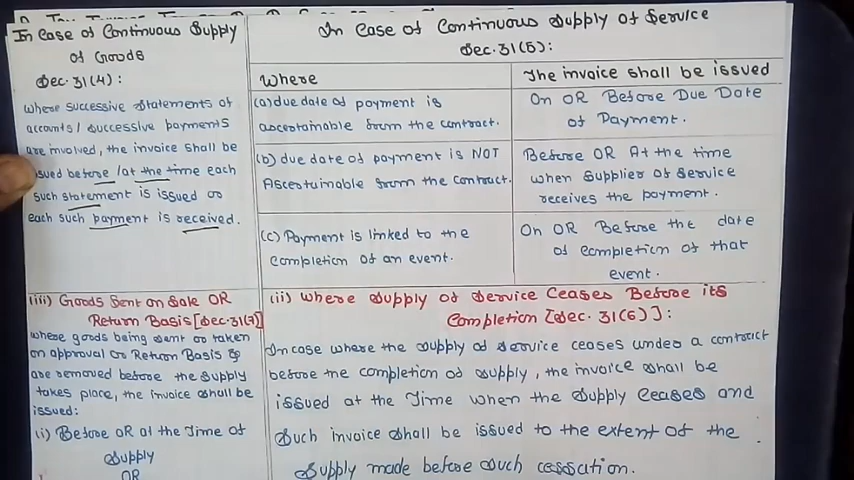 In Case of Continuous Supply
of Goods
Sec. 31(4):
Where successive statements of
accounts/ successive payments
are involved, the invoice shall be
issued before /at the time each
such statement is issued or
each such payment is received.
In Case of Continuous Supply of Service
Sec. 31(5):
Where
The invoice shall be issued
(a) due date of payment is
ascertainable from the contract.
On OR Before Due Date
of Payment.
(b) due date of payment is NOT
Ascertainable from the contract.
Before OR At the time
when Supplier of Service
receives the payment.
(c) Payment is linked to the
completion of an event.
On OR Before the date
of completion of that
event.
(iii) Goods Sent on Sale OR
Return Basis [Sec. 31(7)]
where goods being sent or taken
on approval or Return Basis &
are removed before the supply
takes place, the invoice shall be
issued:
(i) Before OR at the Time of
Supply
OR
(ii) Where Supply of Service Ceases Before its
Completion [Sec. 31(6)]:
In case where the supply of service ceases under a contract
before the completion of supply, the invoice shall be
issued at the Time when the Supply Ceases and
Such invoice shall be issued to the extent of the
Supply made before such cessation.